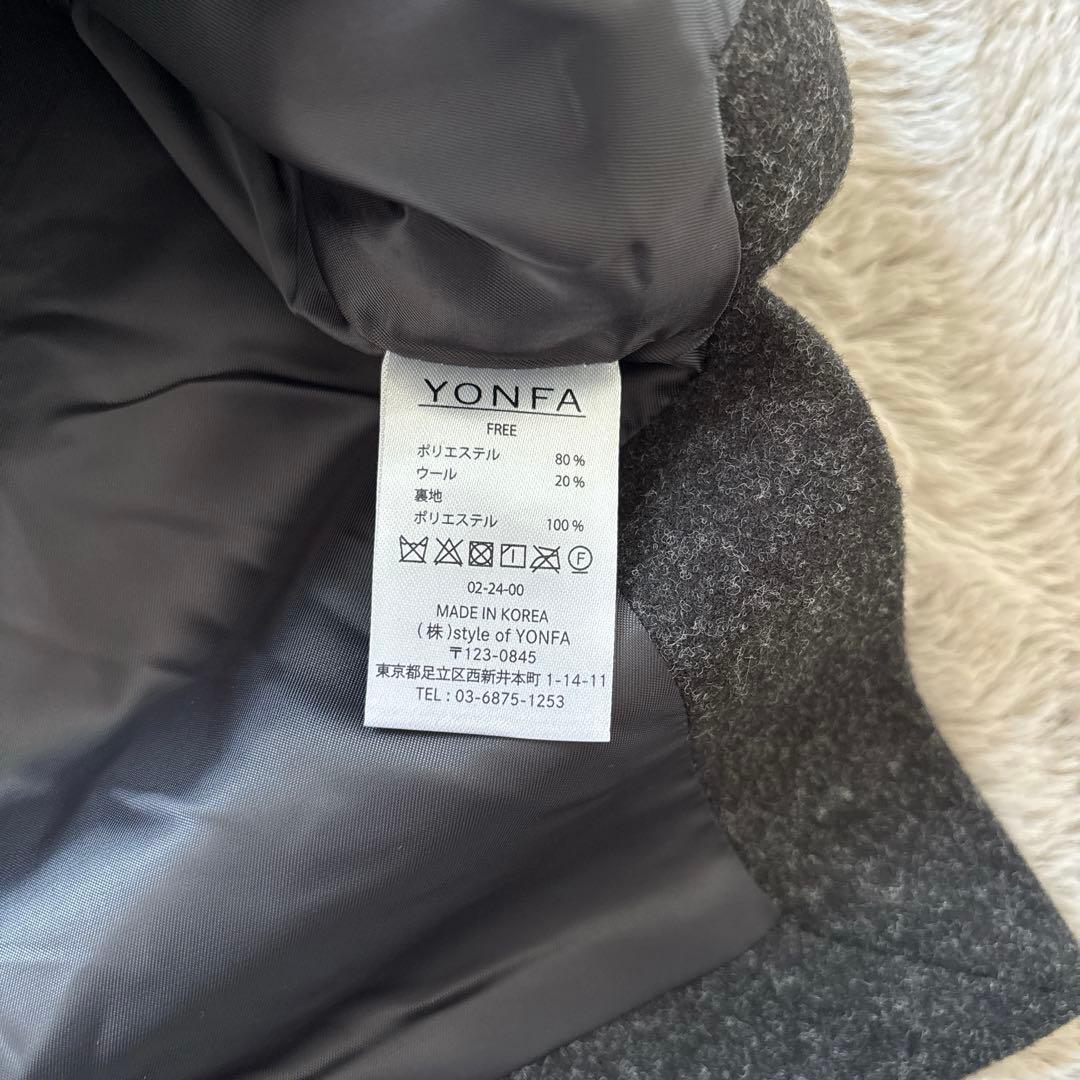 YONFA
FREE
ポリエステル 80 %
ウール 20 %
裏地
ポリエステル 100 %
F
02-24-00
MADE IN KOREA
(株)style of YONFA
〒123-0845
東京都足立区西新井本町 1-14-11
TEL : 03-6875-1253